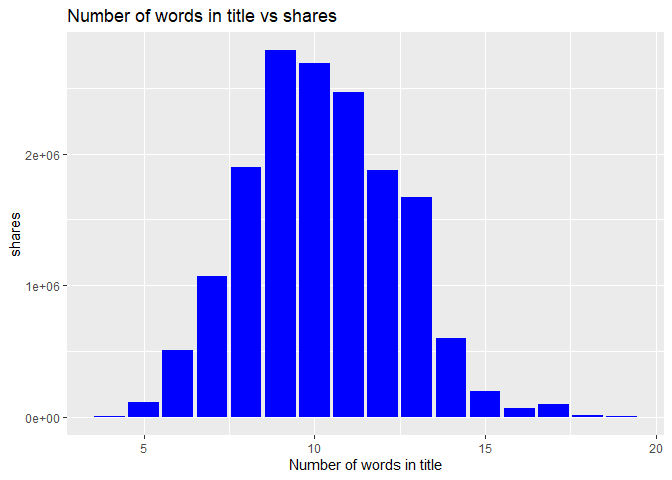 Number of words in title vs shares
2e+06
1e+06
0e+00
shares
5 10 15 20
Number of words in title